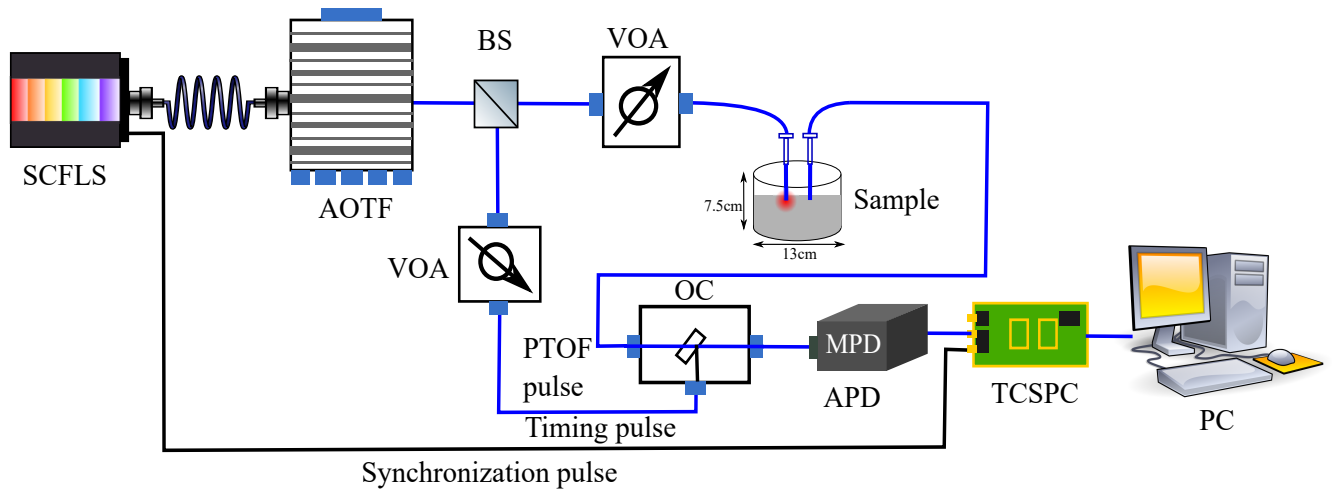 BS
VOA
SCFLS
AOTF
7.5cm
Sample
13cm
VOA
OC
PTOF
pulse
MPD
APD
TCSPC
PC
Timing pulse
Synchronization pulse